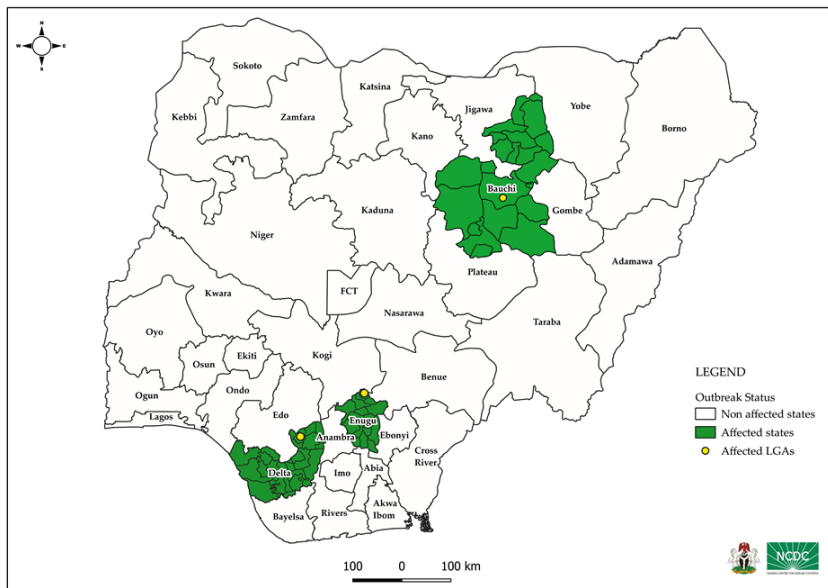 N
W
E
S
Sokoto
Katsina
Kebbi
Zamfara
Jigawa
Yobe
Borno
Kano
Bauchi
Kaduna
Gombe
Niger
Adamawa
Plateau
FCT
Kwara
Nasarawa
Taraba
Oyo
Kogi
Osun
Ekiti
Benue
Ogun
Ondo
Lagos
Edo
Enugu
Anambra
Ebonyi
Cross
River
Delta
Imo
Abia
Bayelsa
Rivers
Akwa
Ibom
LEGEND
Outbreak Status
Non affected states
Affected states
Affected LGAs
100 0 100 km
NCDC